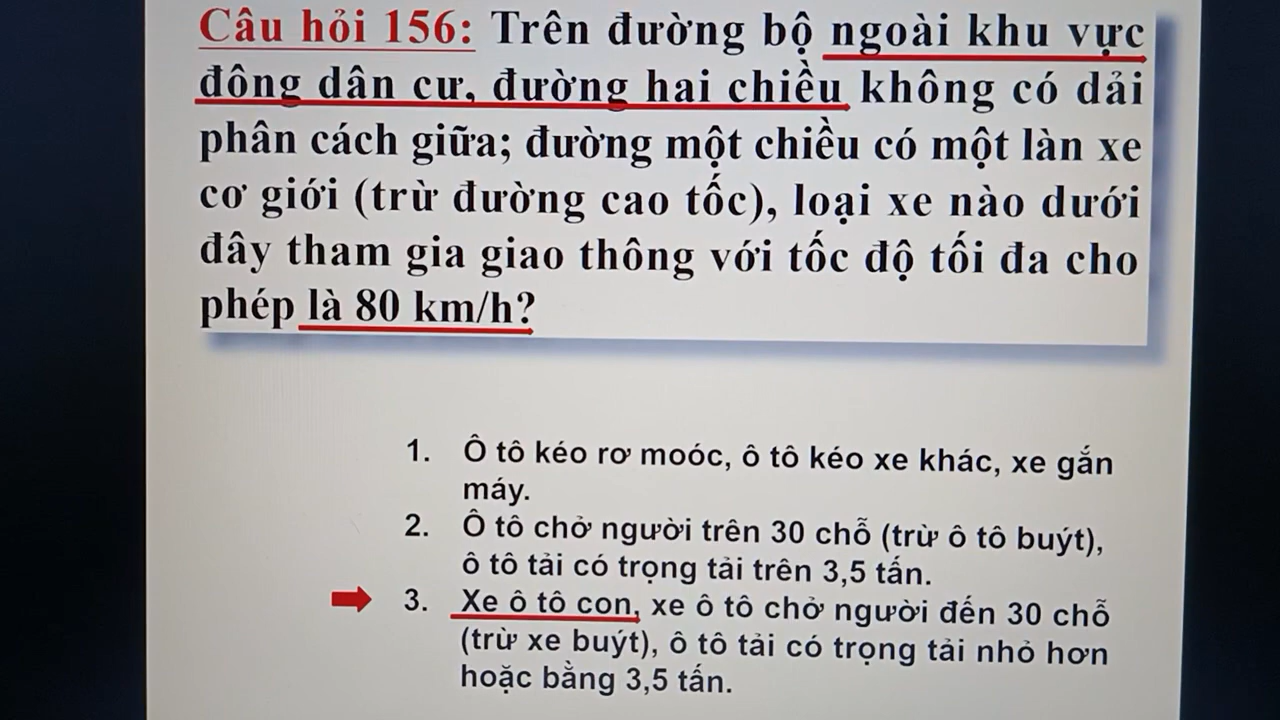 Câu hỏi 156: Trên đường bộ ngoài khu vực
đông dân cư, đường hai chiều không có dải
phân cách giữa; đường một chiều có một làn xe
cơ giới (trừ đường cao tốc), loại xe nào dưới
đây tham gia giao thông với tốc độ tối đa cho
phép là 80 km/h?
1. Ô tô kéo rơ moóc, ô tô kéo xe khác, xe gắn
máy.
2. Ô tô chở người trên 30 chỗ (trừ ô tô buýt),
ô tô tải có trọng tải trên 3,5 tấn.
3. Xe ô tô con, xe ô tô chở người đến 30 chỗ
(trừ xe buýt), ô tô tải có trọng tải nhỏ hơn
hoặc bằng 3,5 tấn.